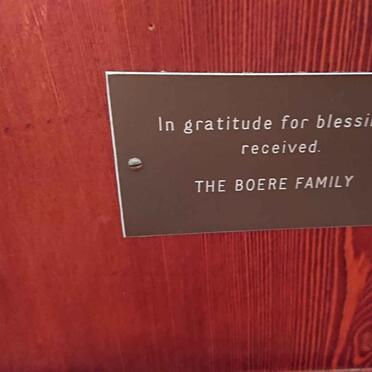 In gratitude for blessi
received.
THE BOERE FAMILY